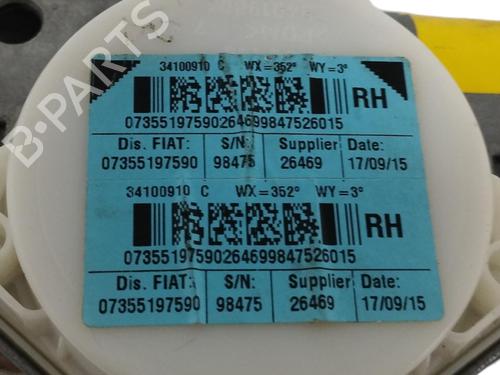 34100910 C WX=352° WY=3°
RH
07355197590264699847526015
Dis. FIAT: S/N: Supplier Date:
07355197590 98475 26469 17/09/15
34100910 C WX=352° WY=3°
RH
07355197590264699847526015
Dis. FIAT: S/N: Supplier Date:
07355197590 98475 26469 17/09/15